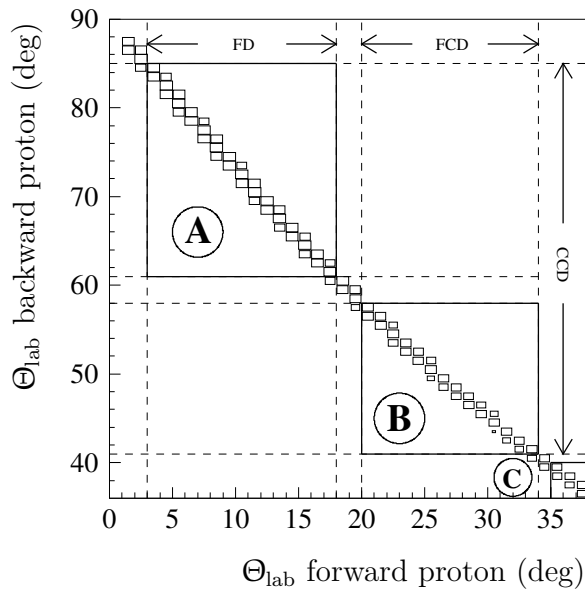 90
80
70
60
50
40
5 10 15 20 25 30 35
FD
FCD
CCD
A
B
C
Θlab backward proton (deg)
Θlab forward proton (deg)